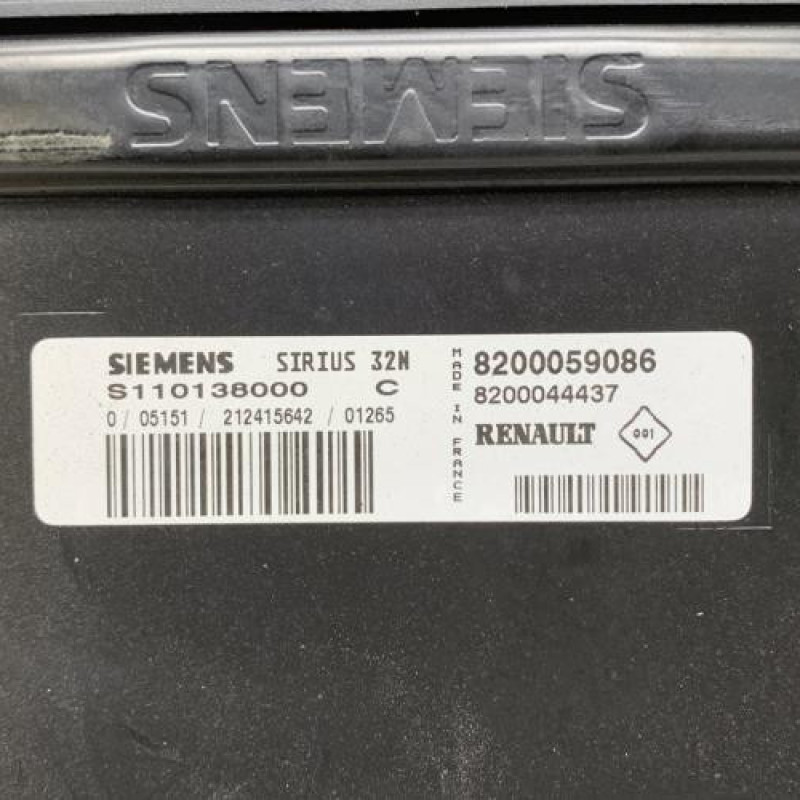 SIEMENS
SIEMENS SIRIUS 32N
S110138000 C
0 / 05151 / 212415642 / 01265
MADE IN FRANCE
8200059086
8200044437
RENAULT 001